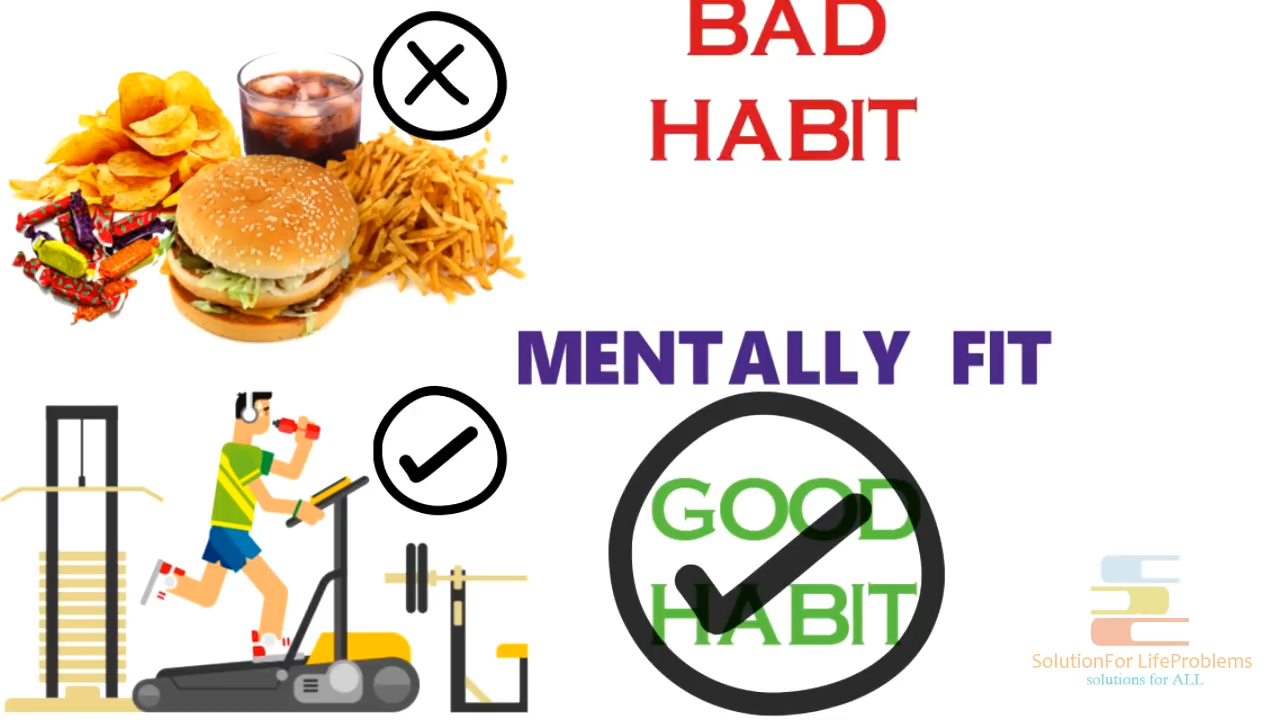 BAD
HABIT
MENTALLY FIT
GOOD
HABIT
SolutionFor LifeProblems
solutions for ALL